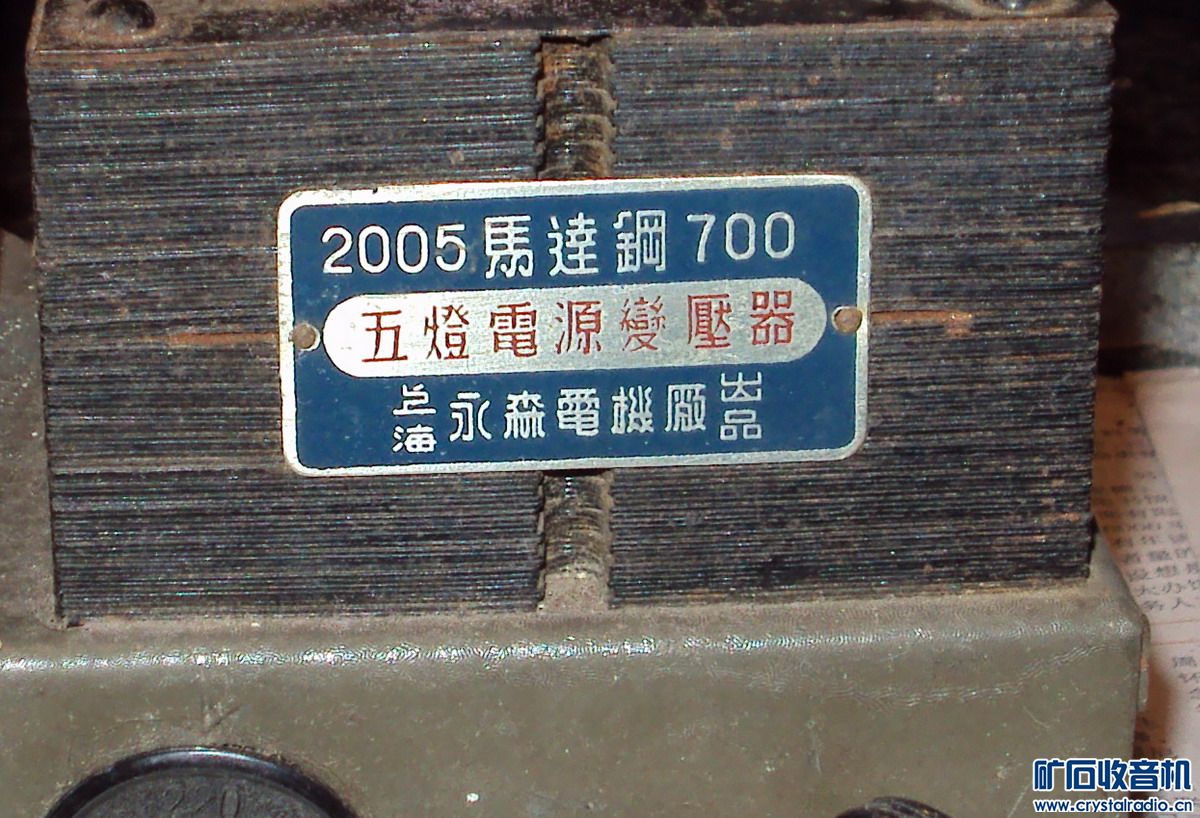 2005馬達鋼700
五燈電源變壓器
上海永森電機廠出品
220
矿石收音机
www.crystalradio.cn